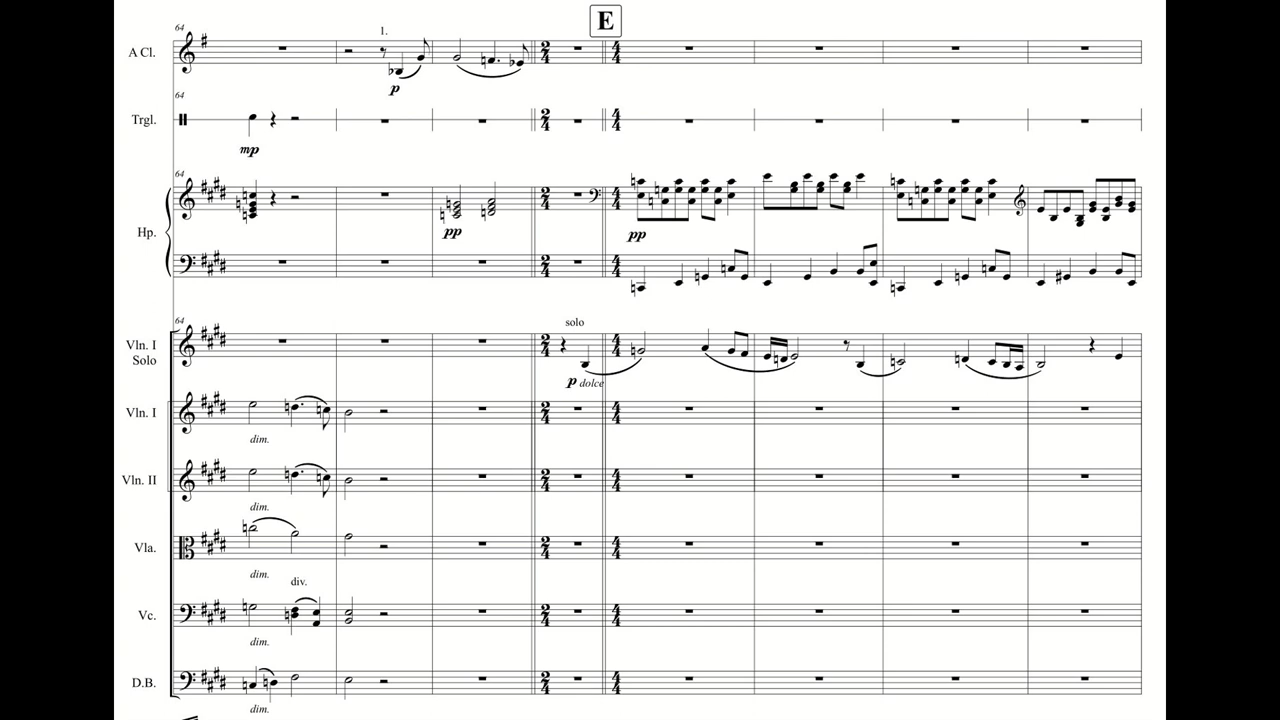 E
64
1.
A Cl.
p
64
Trgl.
mp
64
Hp.
pp
pp
64
solo
Vln. I
Solo
p dolce
Vln. I
dim.
Vln. II
dim.
Vla.
dim.
div.
Vc.
dim.
D.B.
dim.